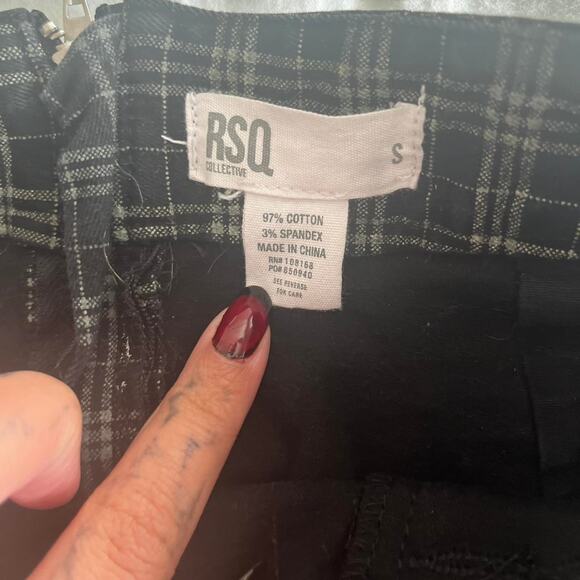 RSQ
COLLECTIVE
S
97% COTTON
3% SPANDEX
MADE IN CHINA
RN# 108168
PO# 850940
SEE REVERSE
FOR CARE